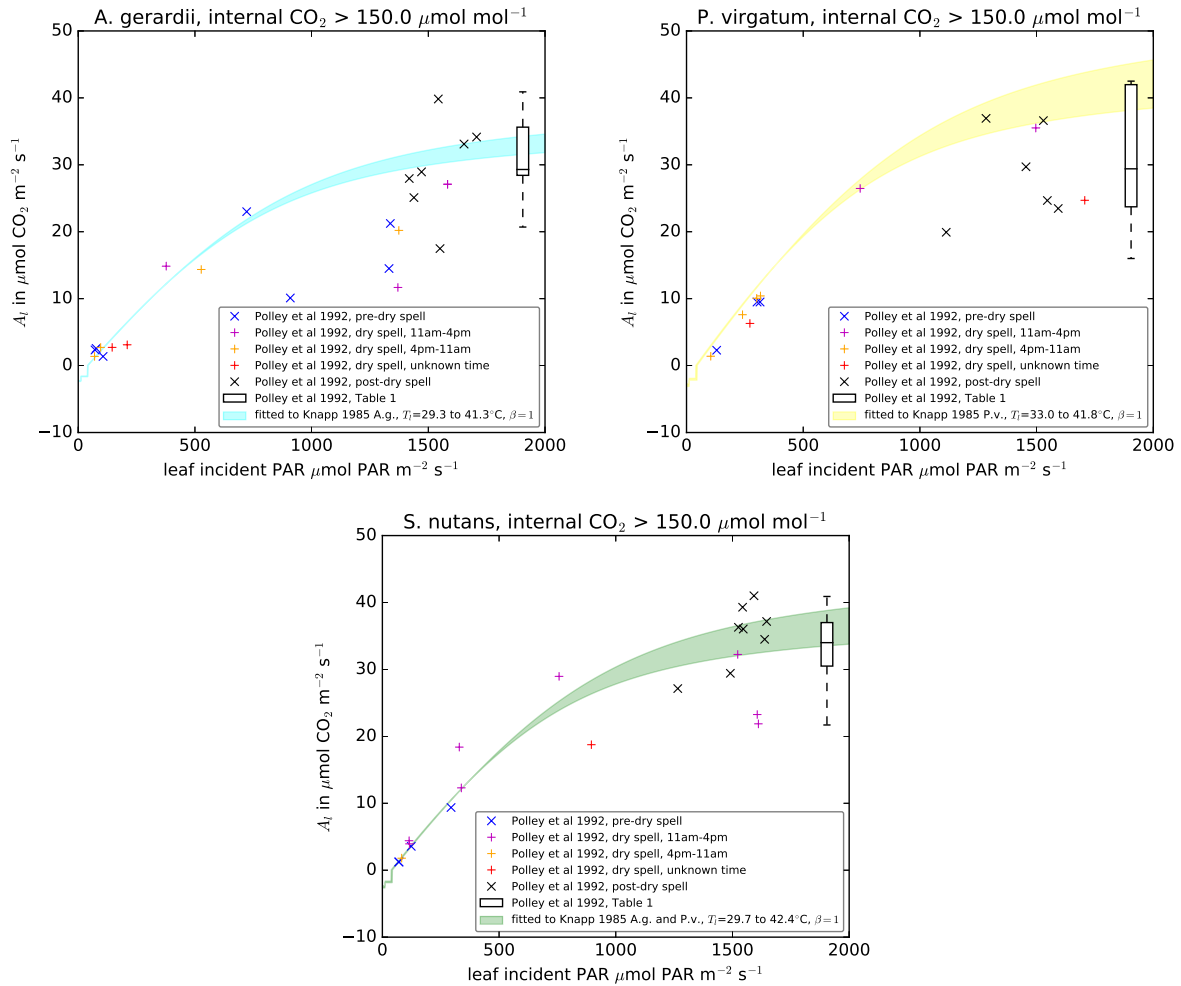 A. gerardii, internal CO₂ > 150.0 μmol mol⁻¹
50
40
30
20
10
0
−10
A_l in μmol CO₂ m⁻² s⁻¹
× Polley et al 1992, pre-dry spell
+ Polley et al 1992, dry spell, 11am-4pm
+ Polley et al 1992, dry spell, 4pm-11am
+ Polley et al 1992, dry spell, unknown time
× Polley et al 1992, post-dry spell
Polley et al 1992, Table 1
fitted to Knapp 1985 A.g., T_l=29.3 to 41.3°C, β=1
0 500 1000 1500 2000
leaf incident PAR μmol PAR m⁻² s⁻¹
P. virgatum, internal CO₂ > 150.0 μmol mol⁻¹
50
40
30
20
10
0
−10
A_l in μmol CO₂ m⁻² s⁻¹
× Polley et al 1992, pre-dry spell
+ Polley et al 1992, dry spell, 11am-4pm
+ Polley et al 1992, dry spell, 4pm-11am
+ Polley et al 1992, dry spell, unknown time
× Polley et al 1992, post-dry spell
Polley et al 1992, Table 1
fitted to Knapp 1985 P.v., T_l=33.0 to 41.8°C, β=1
0 500 1000 1500 2000
leaf incident PAR μmol PAR m⁻² s⁻¹
S. nutans, internal CO₂ > 150.0 μmol mol⁻¹
50
40
30
20
10
0
−10
A_l in μmol CO₂ m⁻² s⁻¹
× Polley et al 1992, pre-dry spell
+ Polley et al 1992, dry spell, 11am-4pm
+ Polley et al 1992, dry spell, 4pm-11am
+ Polley et al 1992, dry spell, unknown time
× Polley et al 1992, post-dry spell
Polley et al 1992, Table 1
fitted to Knapp 1985 A.g. and P.v., T_l=29.7 to 42.4°C, β=1
0 500 1000 1500 2000
leaf incident PAR μmol PAR m⁻² s⁻¹